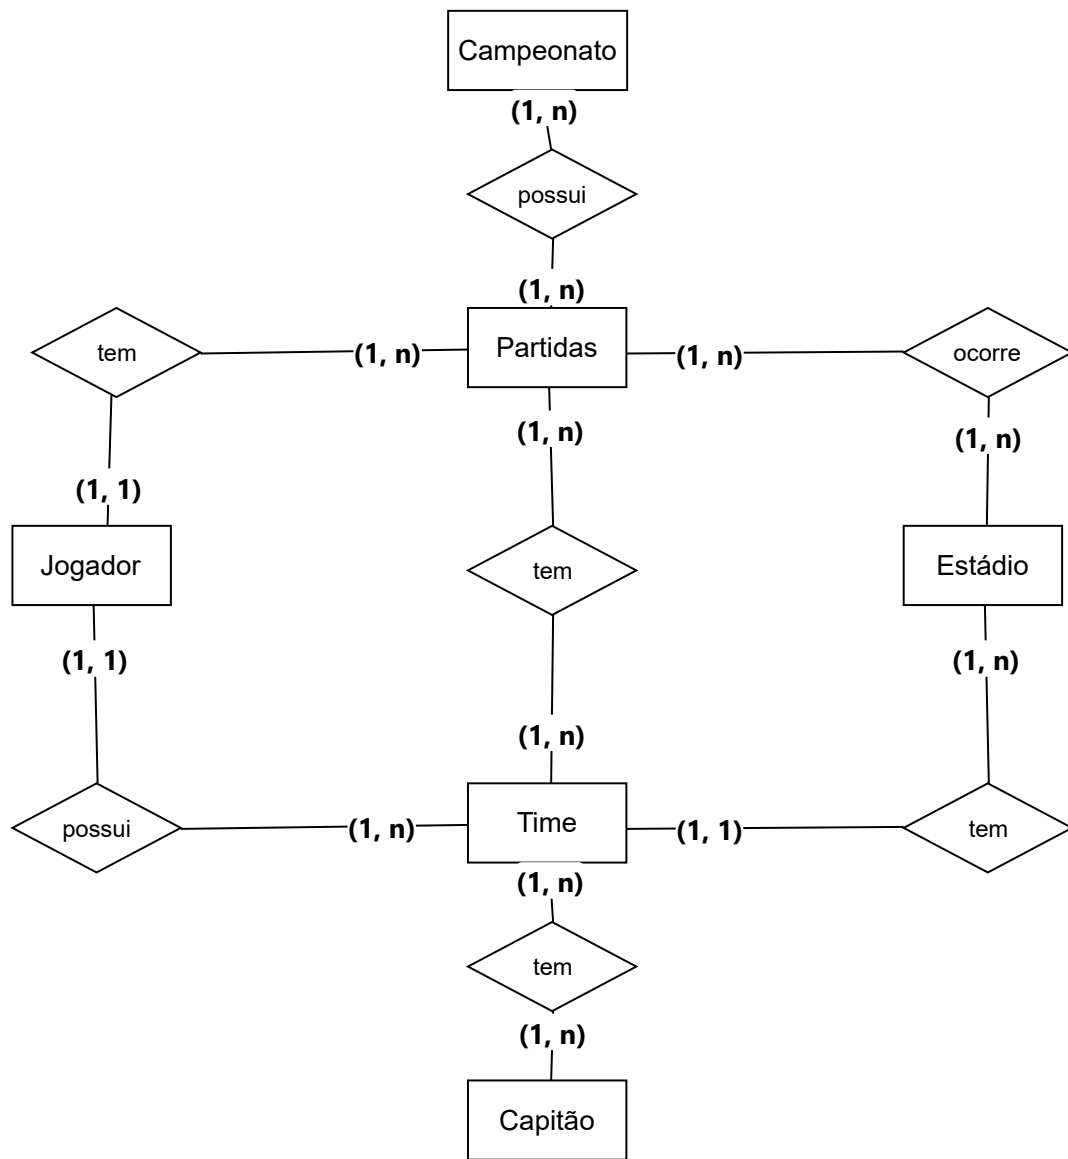 Campeonato
(1, n)
possui
(1, n)
tem
(1, n)
Partidas
(1, n)
ocorre
(1, n)
(1, n)
(1, 1)
Jogador
tem
Estádio
(1, 1)
(1, n)
(1, n)
possui
(1, n)
Time
(1, 1)
tem
(1, n)
tem
(1, n)
Capitão